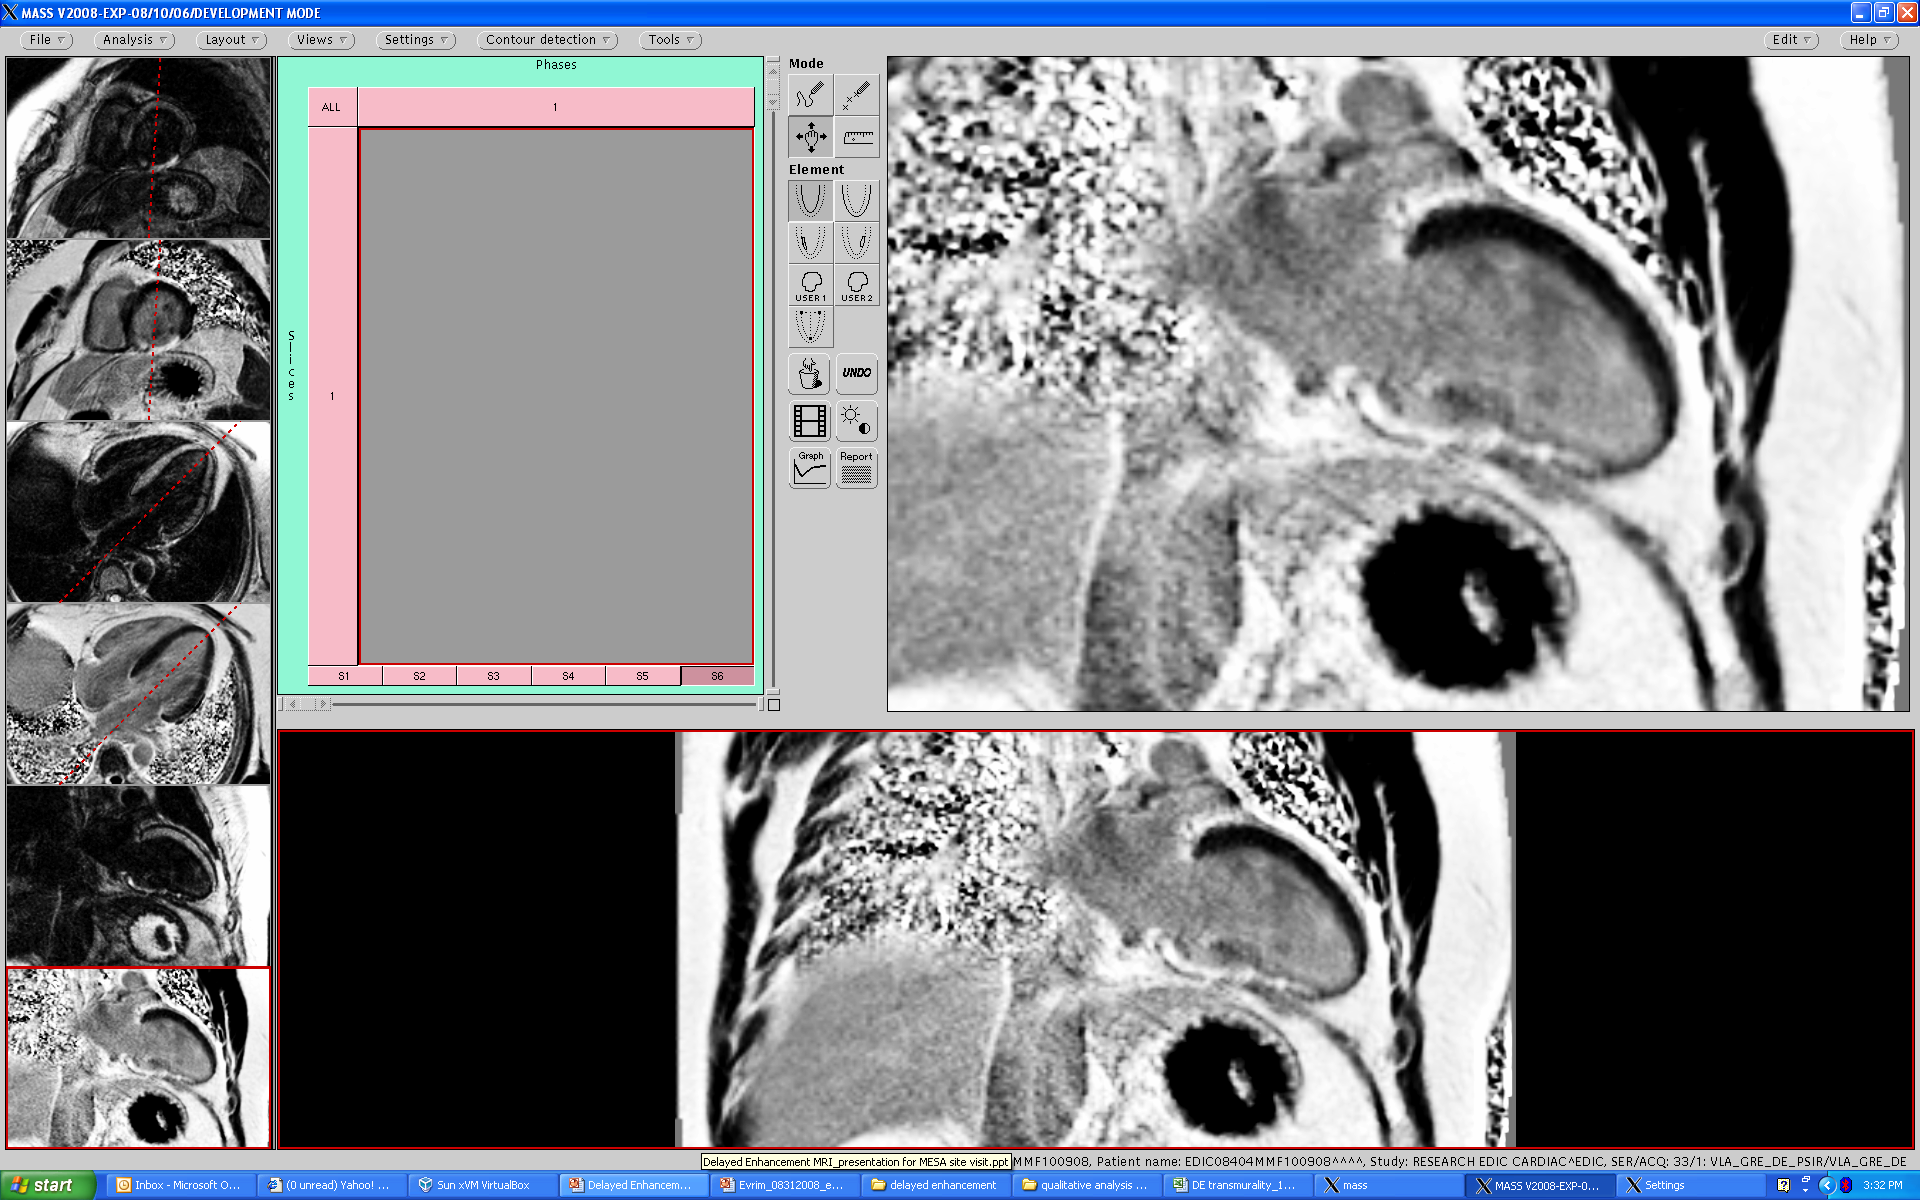 MASS V2008-EXP-08/10/06/DEVELOPMENT MODE
File Analysis Layout Views Settings Contour detection Tools Edit Help
Phases
ALL 1
Slices
1
S1 S2 S3 S4 S5 S6
Mode
Element
USER 1 USER 2
UNDO
Graph Report
Delayed Enhancement MRI_presentation for MESA site visit.ppt
MMF100908, Patient name: EDIC08404MMF100908^^^^, Study: RESEARCH EDIC CARDIAC^EDIC, SER/ACQ: 33/1: VLA_GRE_DE_PSIR/VLA_GRE_DE
start
Inbox - Microsoft O...
(0 unread) Yahoo! ...
Sun xVM VirtualBox
Delayed Enhancem...
Evrim_08312008_e...
delayed enhancement
qualitative analysis ...
DE transmurality_1...
mass
MASS V2008-EXP-0...
Settings
3:32 PM